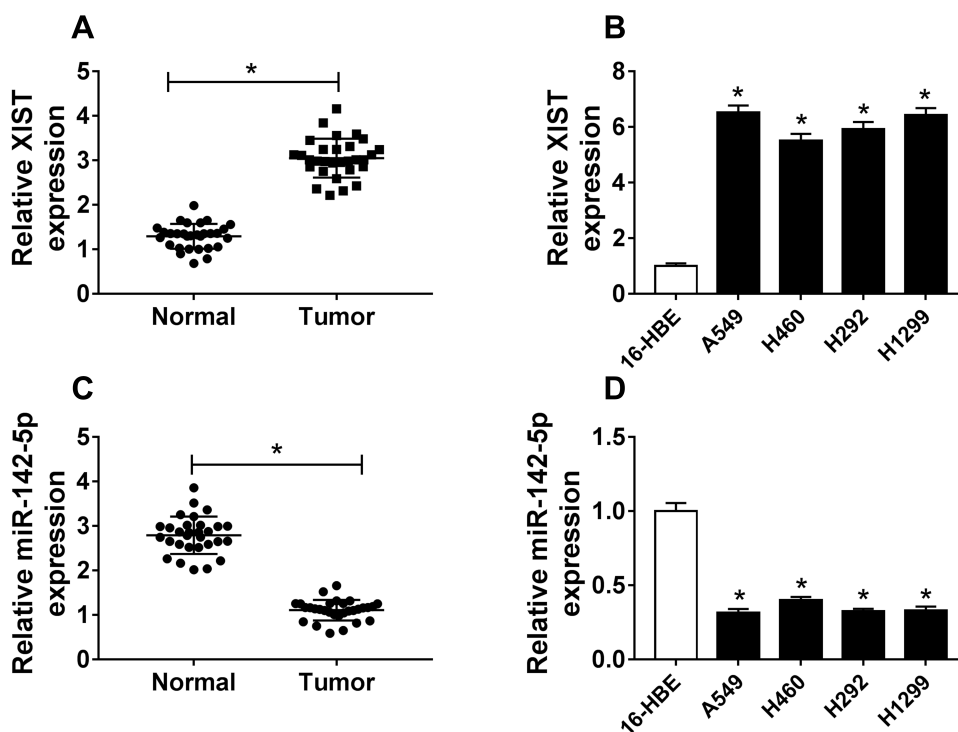 A
Relative XIST
expression
5
4
3
2
1
0
*
Normal
Tumor
B
Relative XIST
expression
8
6
4
2
0
*
*
*
*
16-HBE
A549
H460
H292
H1299
C
Relative miR-142-5p
expression
5
4
3
2
1
0
*
Normal
Tumor
D
Relative miR-142-5p
expression
1.5
1.0
0.5
0.0
*
*
*
*
16-HBE
A549
H460
H292
H1299